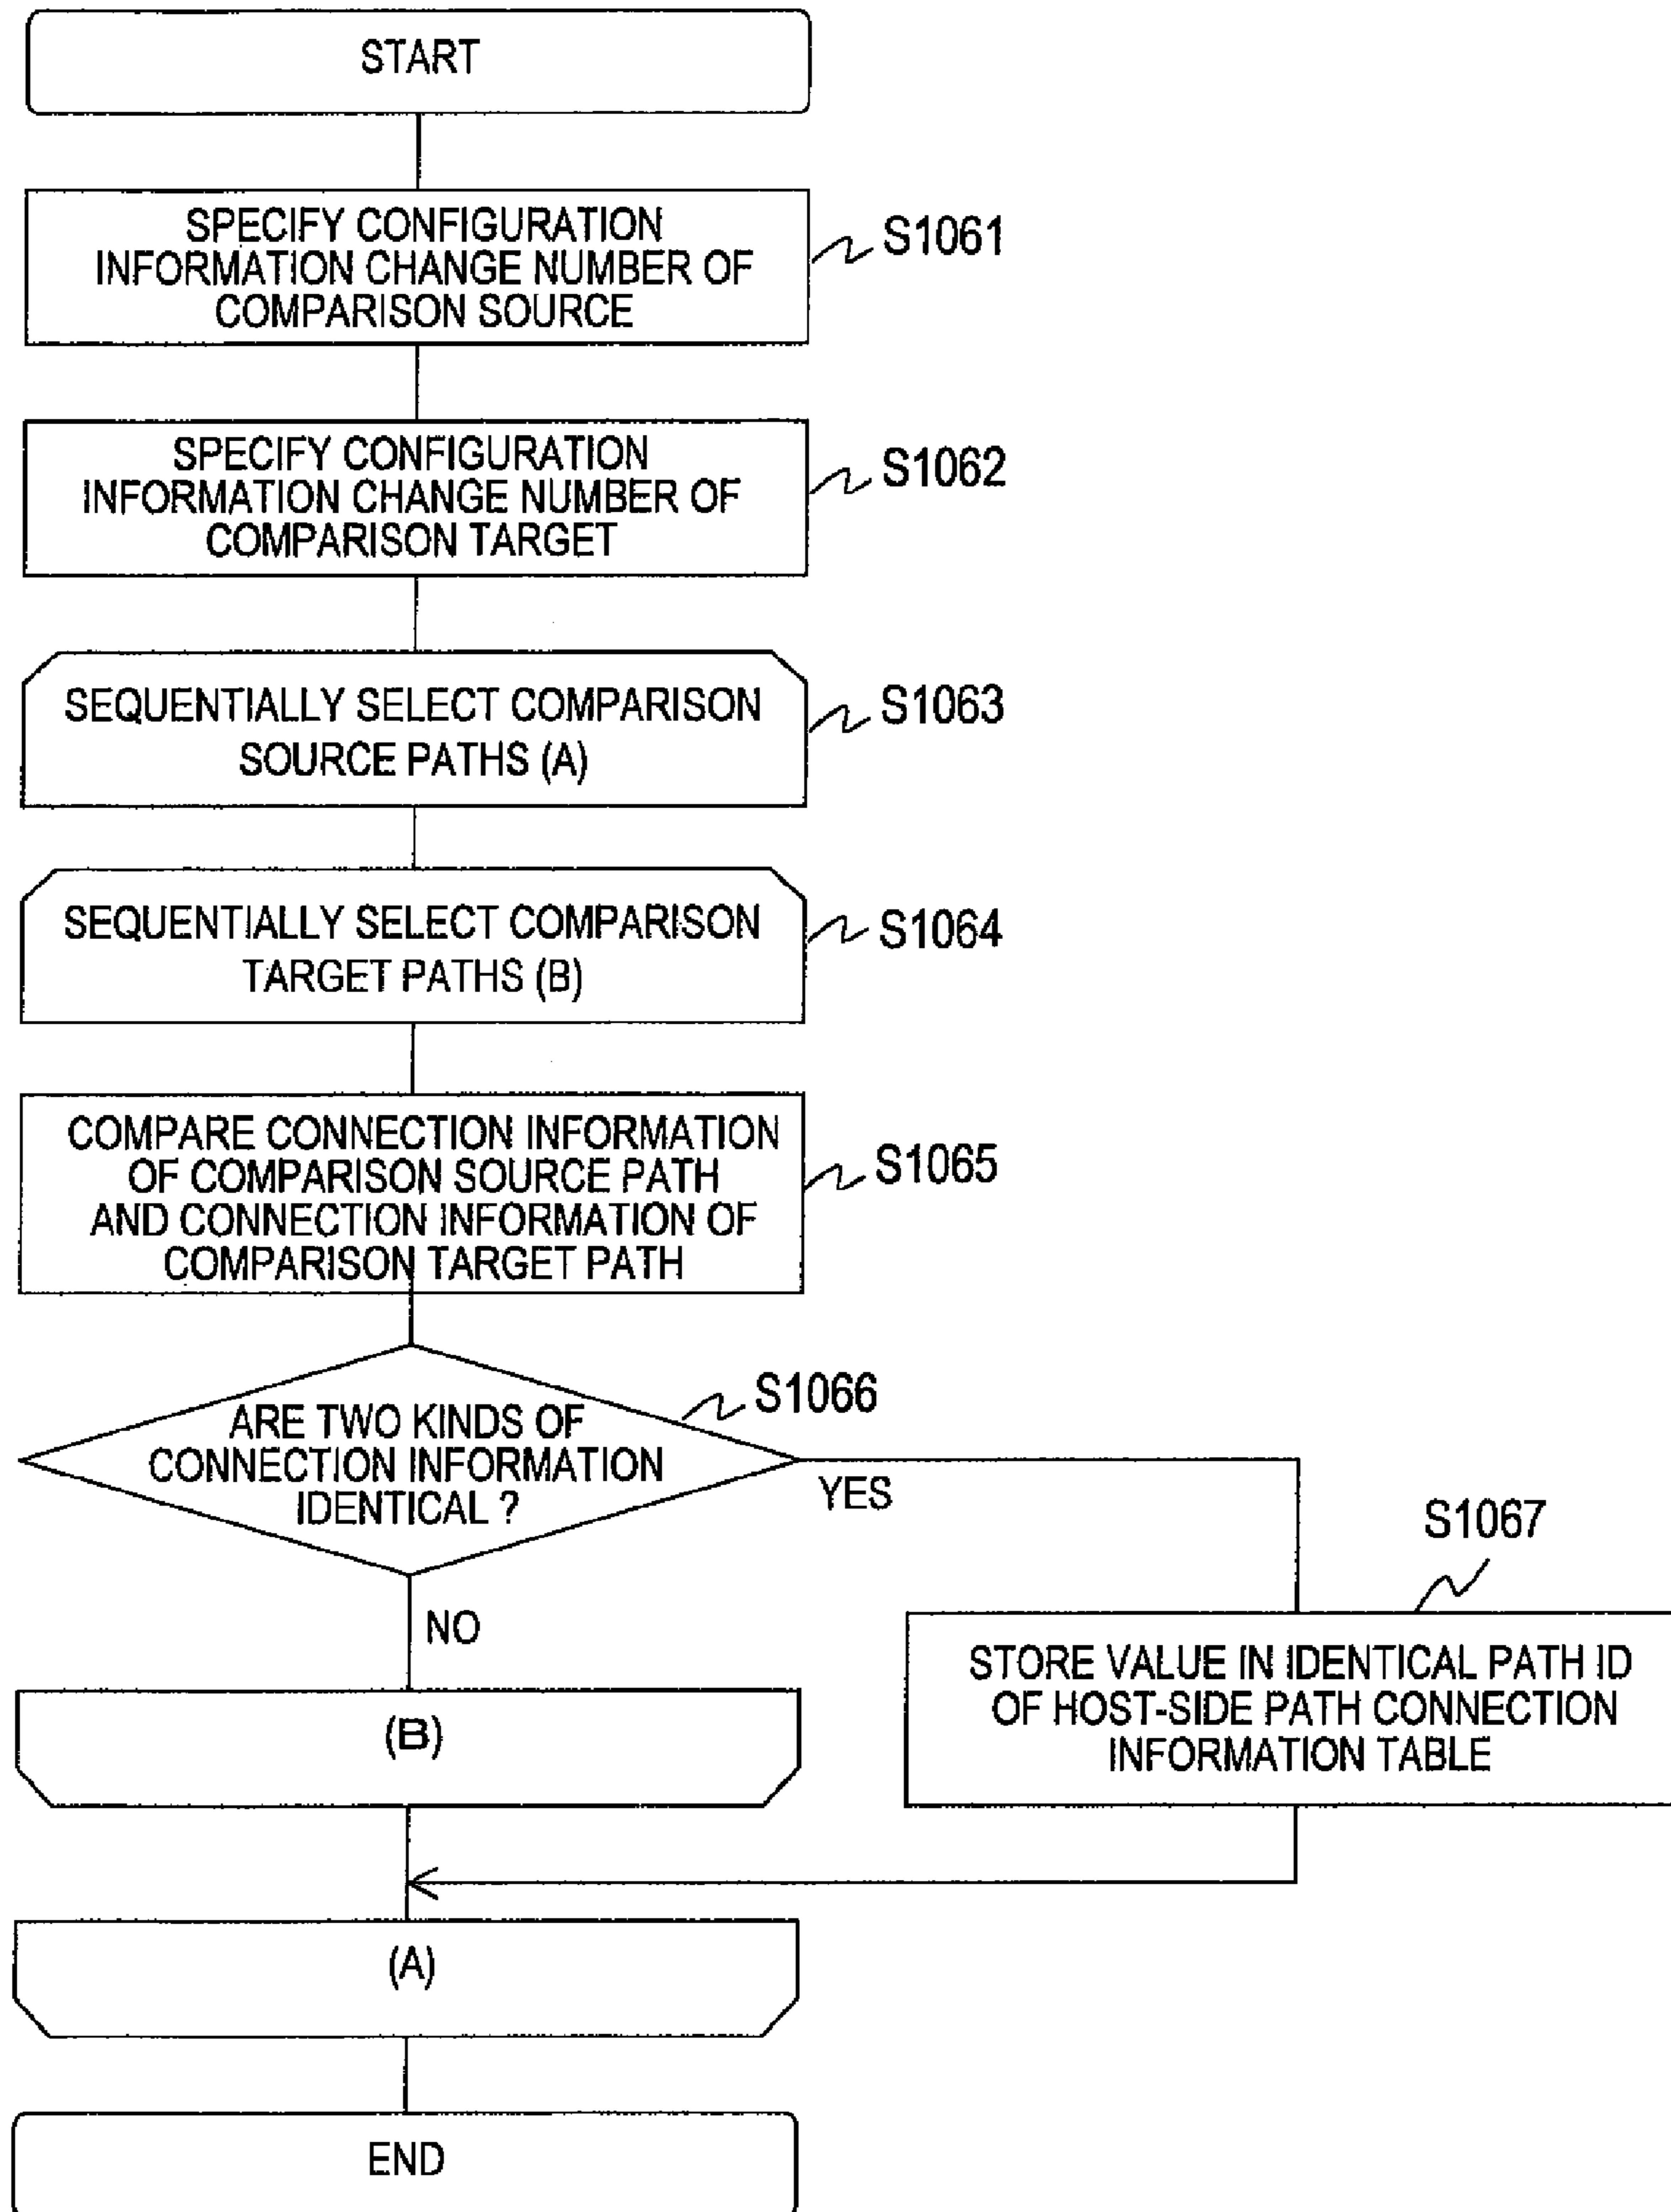 START
SPECIFY CONFIGURATION
INFORMATION CHANGE NUMBER OF
COMPARISON SOURCE
S1061
SPECIFY CONFIGURATION
INFORMATION CHANGE NUMBER OF
COMPARISON TARGET
S1062
SEQUENTIALLY SELECT COMPARISON
SOURCE PATHS (A)
S1063
SEQUENTIALLY SELECT COMPARISON
TARGET PATHS (B)
S1064
COMPARE CONNECTION INFORMATION
OF COMPARISON SOURCE PATH
AND CONNECTION INFORMATION OF
COMPARISON TARGET PATH
S1065
ARE TWO KINDS OF
CONNECTION INFORMATION
IDENTICAL ?
S1066
YES
NO
S1067
STORE VALUE IN IDENTICAL PATH ID
OF HOST-SIDE PATH CONNECTION
INFORMATION TABLE
(B)
(A)
END